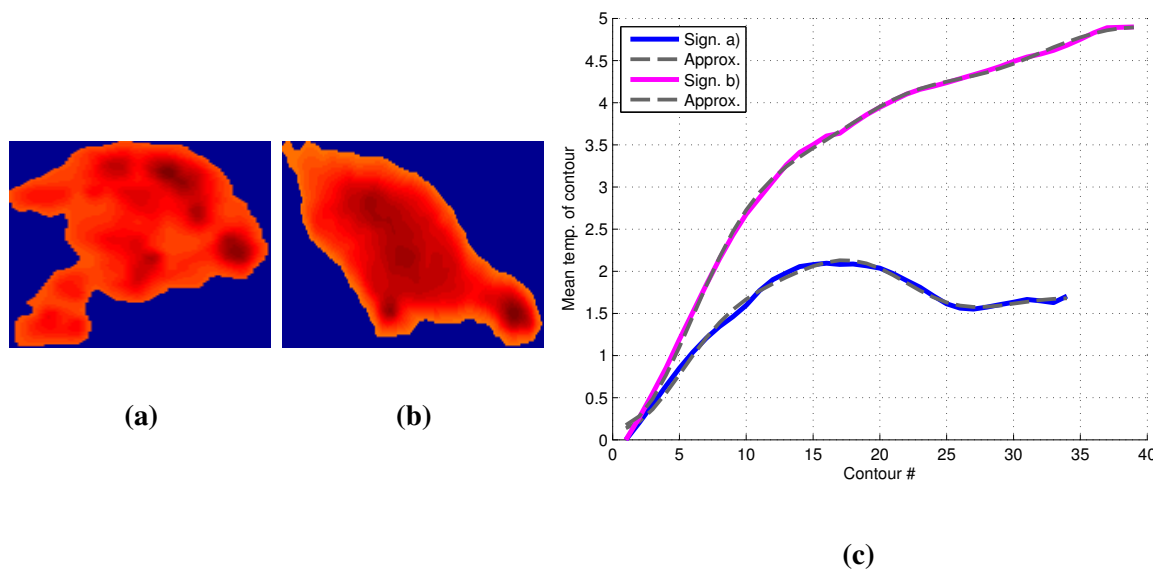 (a)
(b)
Sign. a)
Approx.
Sign. b)
Approx.
Mean temp. of contour
5
4.5
4
3.5
3
2.5
2
1.5
1
0.5
0
0 5 10 15 20 25 30 35 40
Contour #
(c)